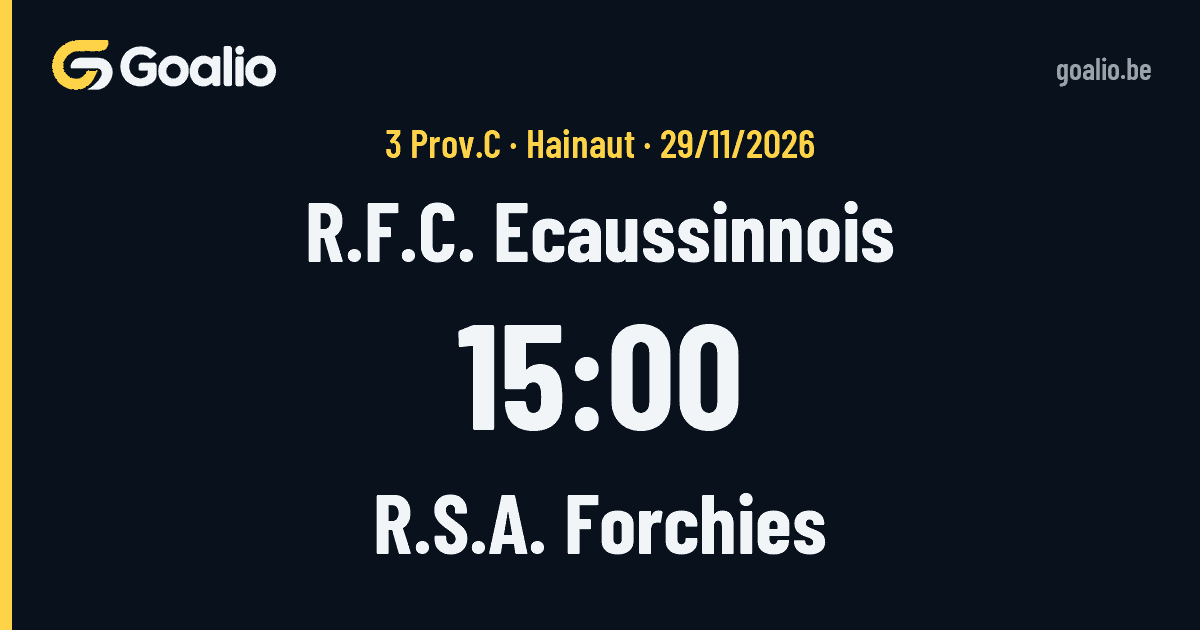 Goalio
goalio.be
3 Prov.C · Hainaut · 29/11/2026
R.F.C. Ecaussinnois
15:00
R.S.A. Forchies